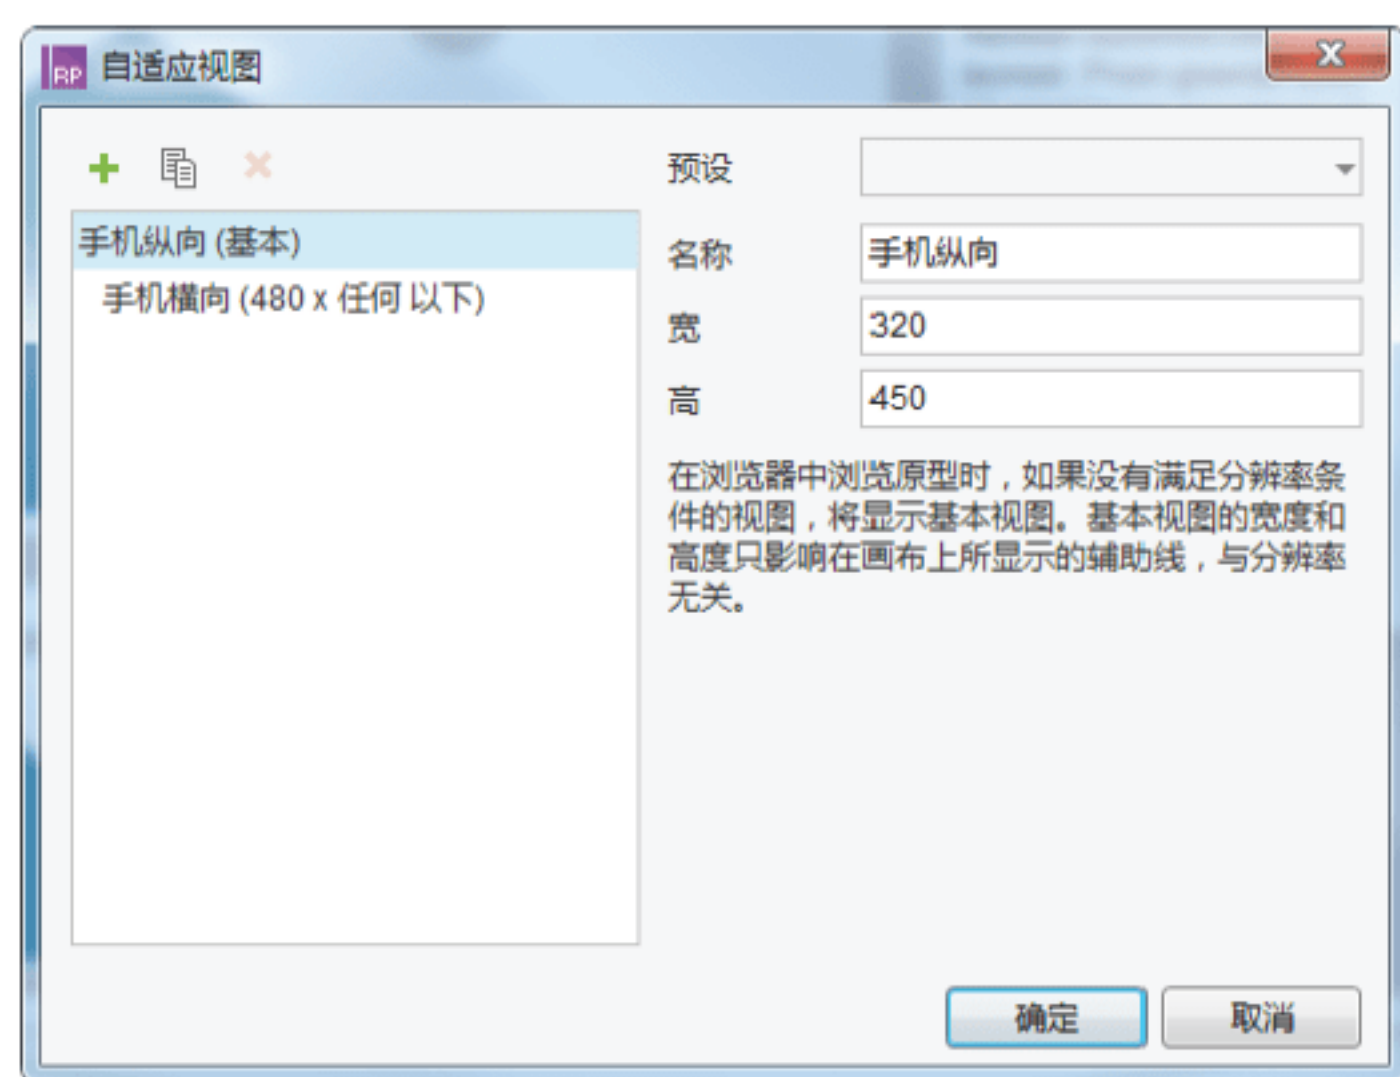 RP 自适应视图
预设
手机纵向 (基本)
手机橫向 (480 x 任何 以下)
名称 手机纵向
宽 320
高 450
在浏览器中浏览原型时，如果没有满足分辨率条
件的视图，将显示基本视图。基本视图的宽度和
高度只影响在画布上所显示的辅助线，与分辨率
无关。
确定 取消